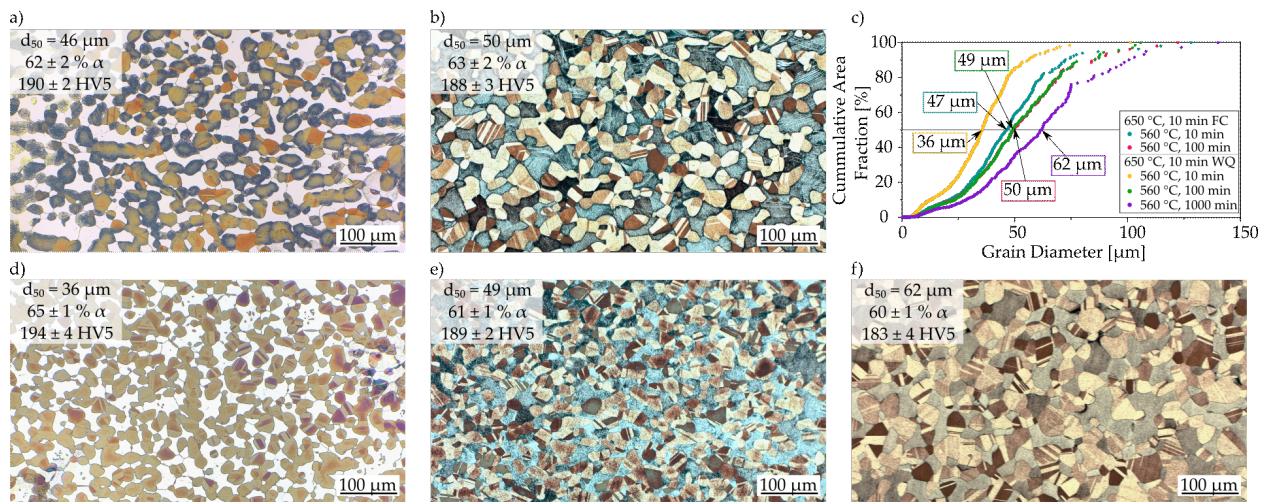 a)
d₅₀ = 46 µm
62 ± 2 % α
190 ± 2 HV5
100 µm
b)
d₅₀ = 50 µm
63 ± 2 % α
188 ± 3 HV5
100 µm
c)
Cummulative Area
Fraction [%]
100
80
60
40
20
0
49 µm
47 µm
36 µm
50 µm
62 µm
650 °C, 10 min FC
560 °C, 10 min
560 °C, 100 min
650 °C, 10 min WQ
560 °C, 10 min
560 °C, 100 min
560 °C, 1000 min
0 50 100 150
Grain Diameter [µm]
d)
d₅₀ = 36 µm
65 ± 1 % α
194 ± 4 HV5
100 µm
e)
d₅₀ = 49 µm
61 ± 1 % α
189 ± 2 HV5
100 µm
f)
d₅₀ = 62 µm
60 ± 1 % α
183 ± 4 HV5
100 µm